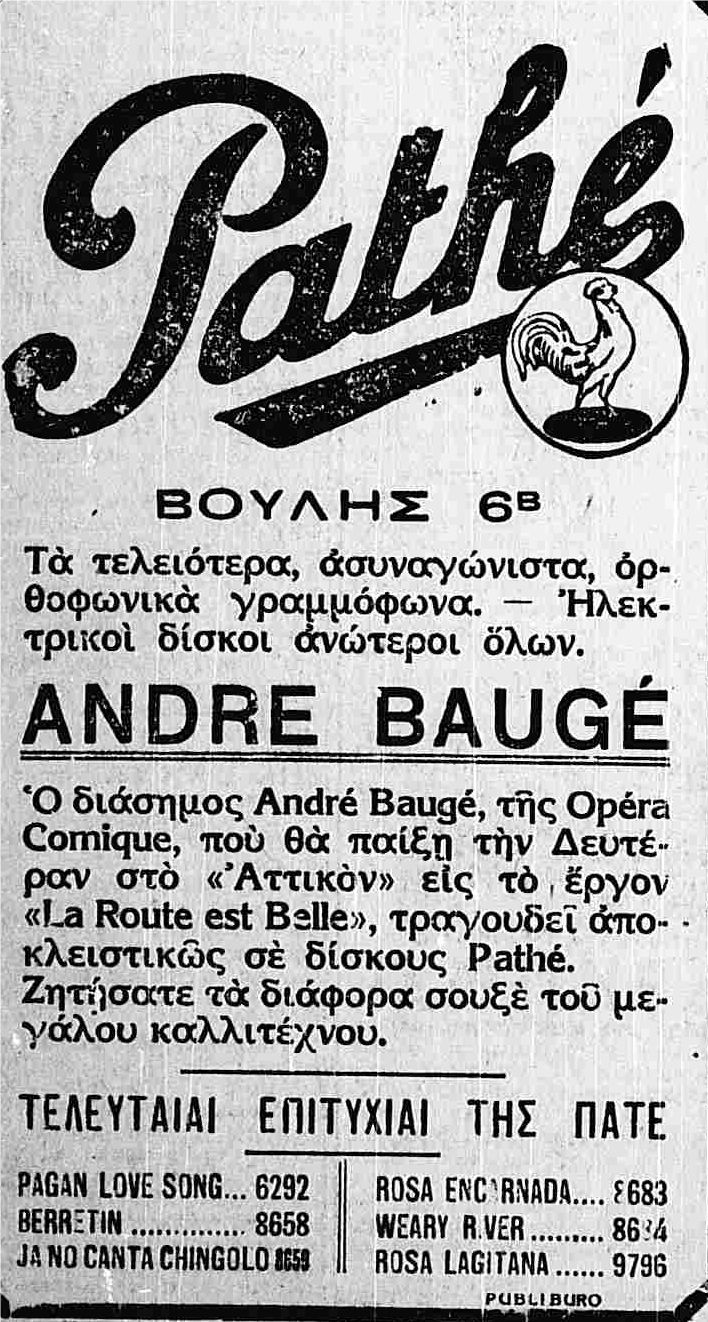 Pathé
ΒΟΥΛΗΣ 6Β
Τὰ τελειότερα, ἀσυναγώνιστα, ὀρ-
θοφωνικὰ γραμμόφωνα. — Ἠλεκ-
τρικοὶ δίσκοι ἀνώτεροι ὅλων.
ANDRE BAUGÉ
Ὁ διάσημος André Baugé, τῆς Opéra
Comique, ποὺ θὰ παίξῃ τὴν Δευτέ-
ραν στὸ «Ἀττικὸν» εἰς τὸ ἔργον
«La Route est Belle», τραγουδεῖ ἀπο-
κλειστικῶς σὲ δίσκους Pathé.
Ζητήσατε τὰ διάφορα σουξὲ τοῦ με-
γάλου καλλιτέχνου.
ΤΕΛΕΥΤΑΙΑΙ ΕΠΙΤΥΧΙΑΙ ΤΗΣ ΠΑΤΕ
PAGAN LOVE SONG... 6292
BERRETIN .............. 8658
JA NO CANTA CHINGOLO 8659
ROSA ENCARNADA.... 8683
WEARY RIVER .........
ROSA LAGITANA ...... 9796
PUBLIBURO